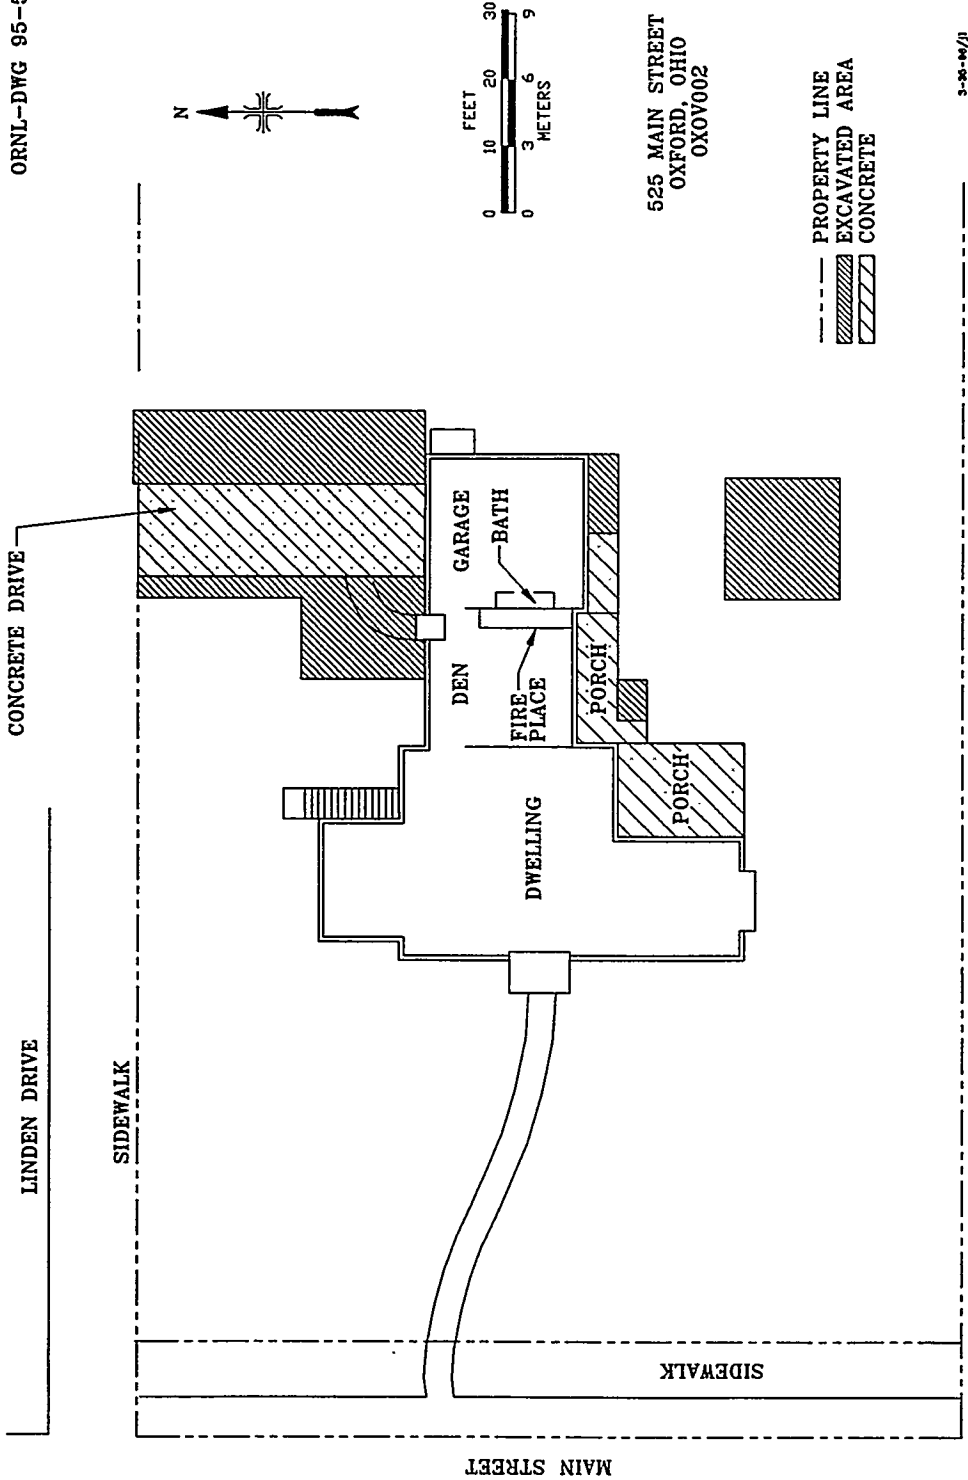 ORNL-DWG 95-5
LINDEN DRIVE
CONCRETE DRIVE
SIDEWALK
N
FEET
0 10 20 30
0 3 6 9
METERS
525 MAIN STREET
OXFORD, OHIO
OXOV002
PROPERTY LINE
EXCAVATED AREA
CONCRETE
GARAGE
BATH
DEN
FIRE
PLACE
PORCH
PORCH
DWELLING
SIDEWALK
MAIN STREET